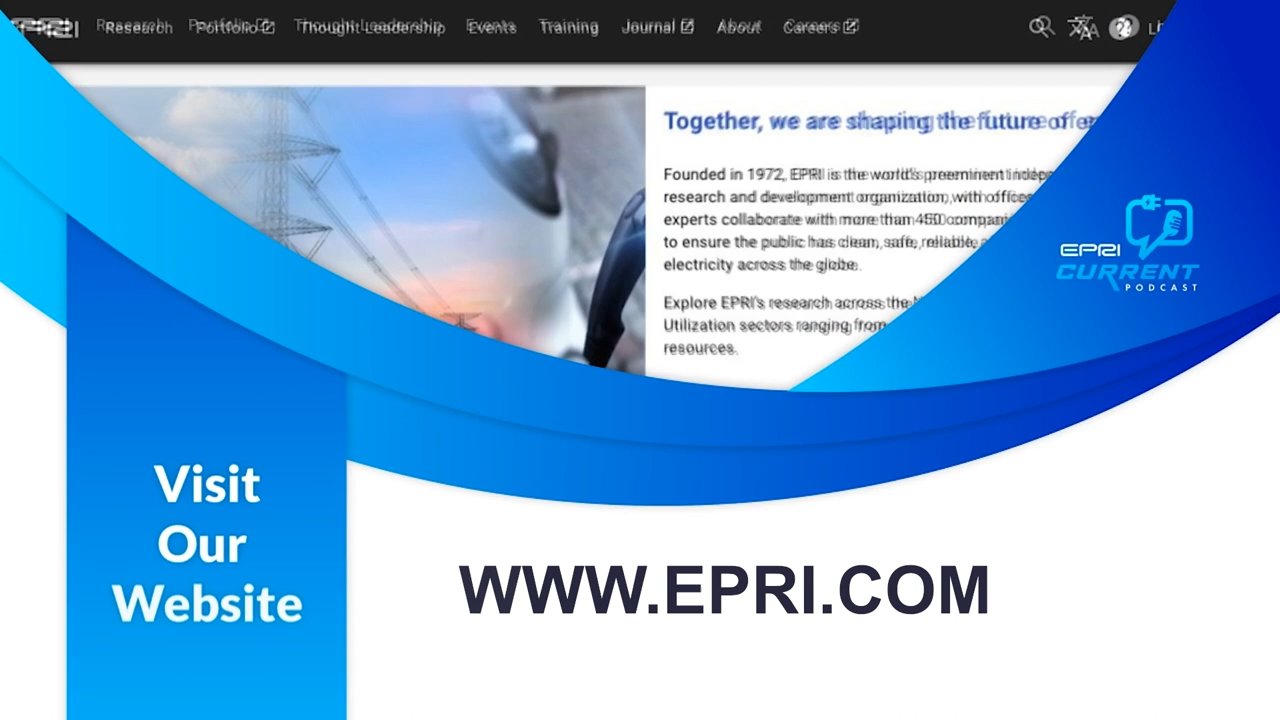 EPRI Research Portfolio Thought Leadership Events Training Journal About Careers
Together, we are shaping the future of
Founded in 1972, EPRI is the world's preeminent
research and development organization, with
experts collaborate with more than 450
to ensure the public has clean, safe, reliable,
electricity across the globe.
Explore EPRI's research across the
Utilization sectors ranging from
resources.
EPRI
CURRENT
PODCAST
Visit
Our
Website
WWW.EPRI.COM